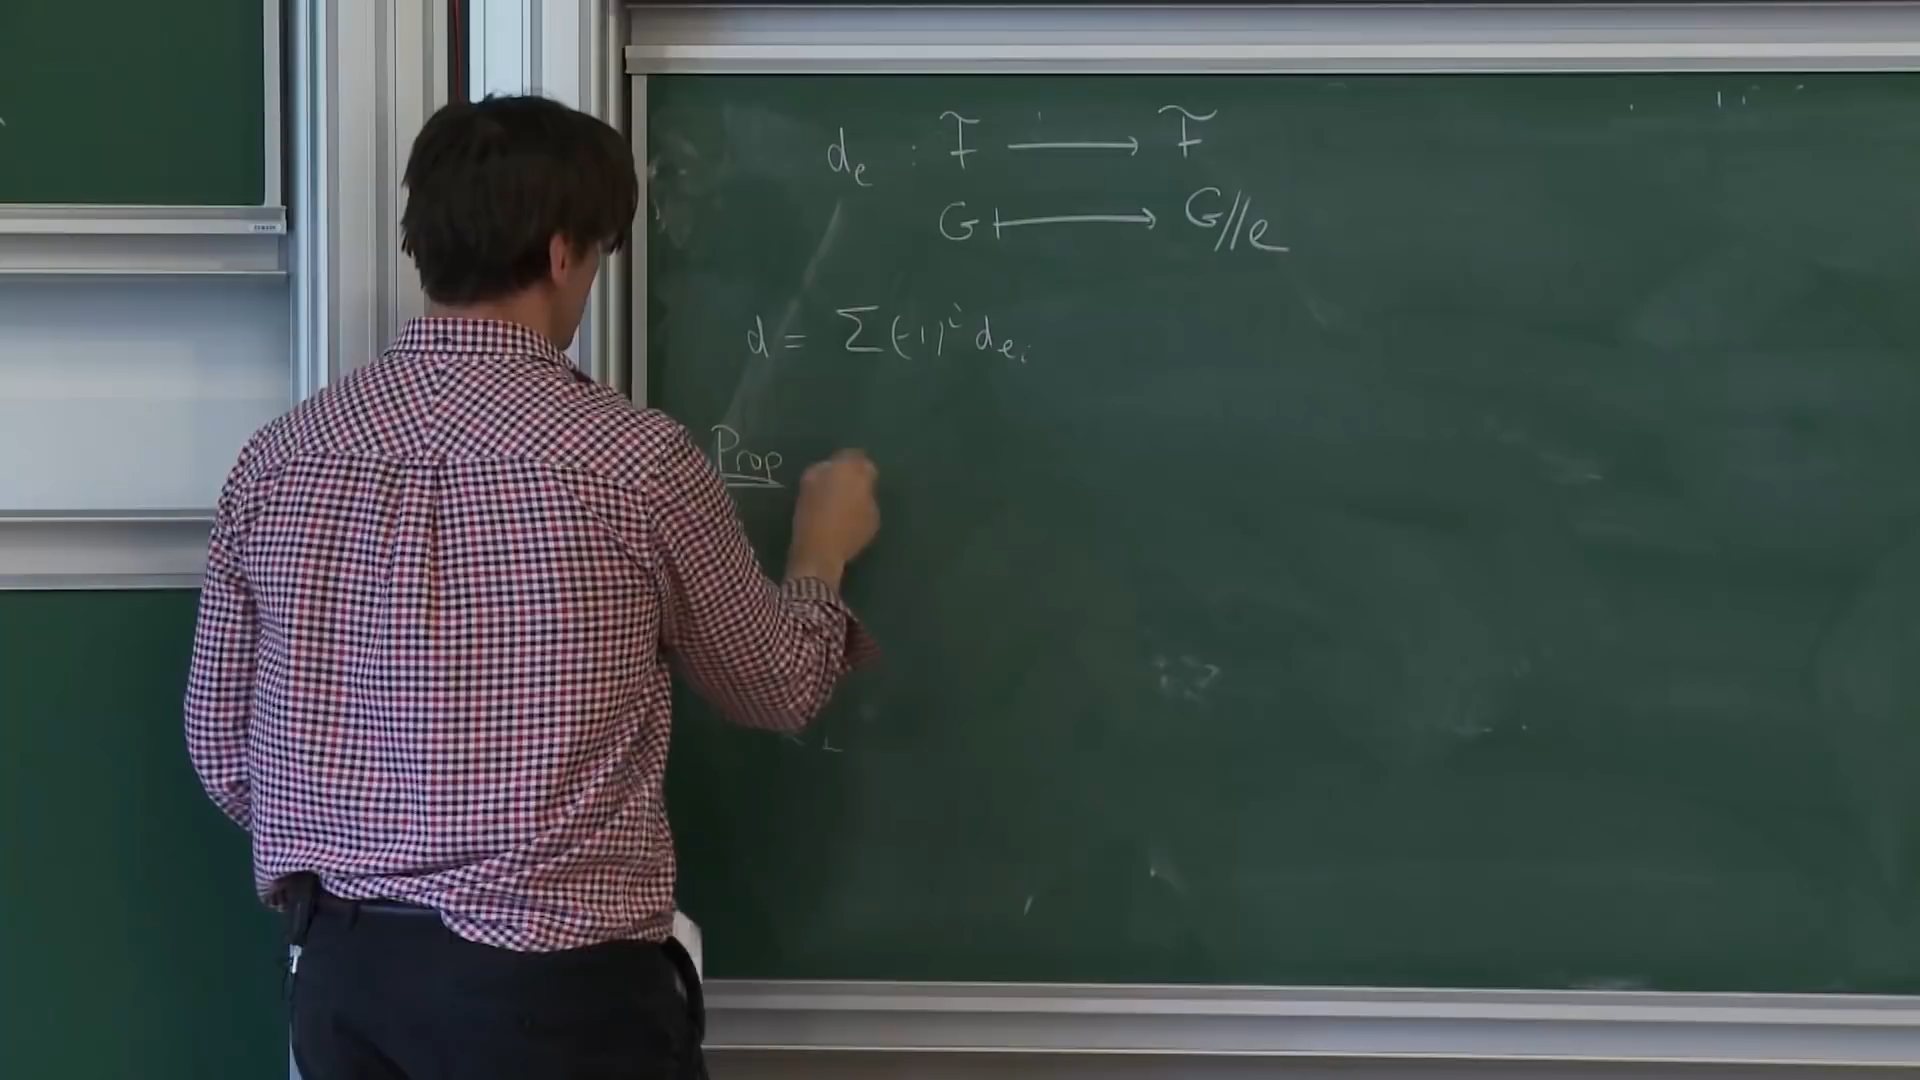 d_e : F̃ ⟶ F̃
G ⟼ G//e
d = Σ (-1)^i d_{e_i}
Prop